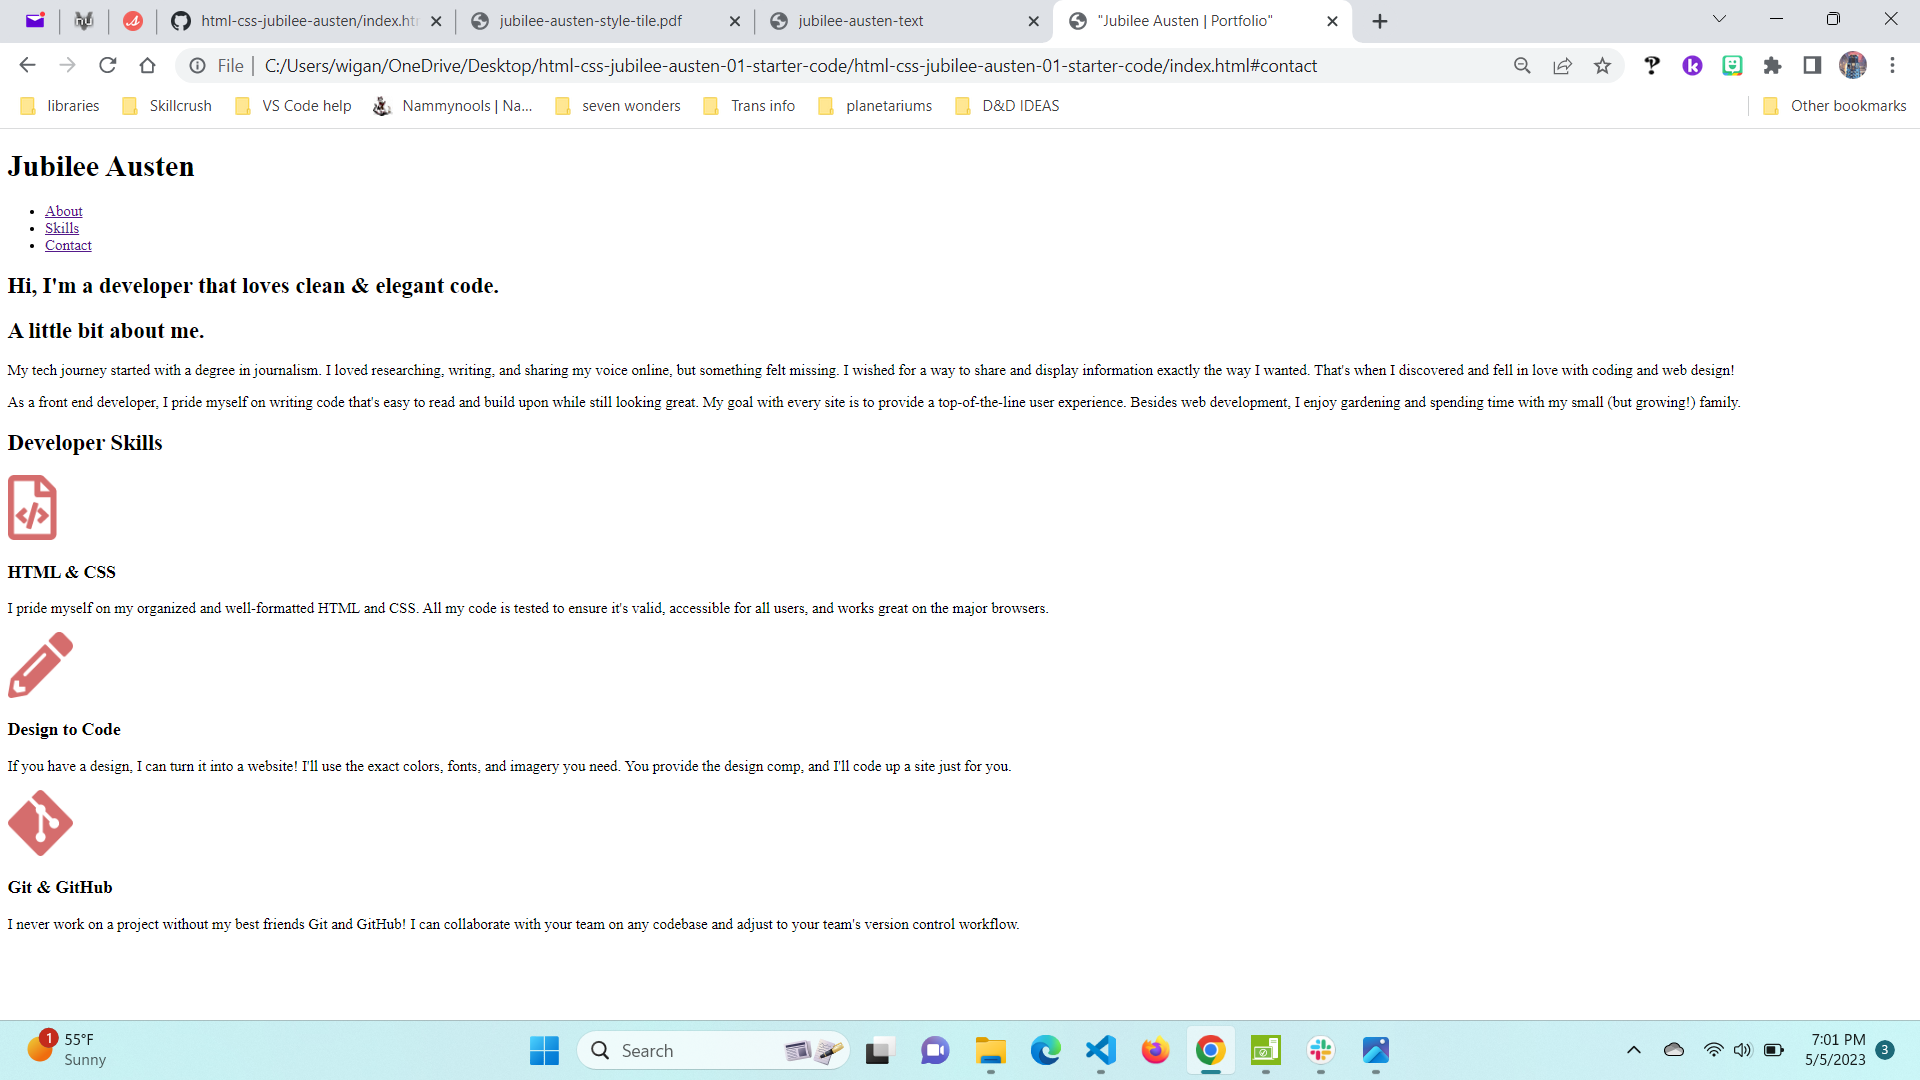 html-css-jubilee-austen/index.ht
jubilee-austen-style-tile.pdf
jubilee-austen-text
"Jubilee Austen | Portfolio"
File | C:/Users/wigan/OneDrive/Desktop/html-css-jubilee-austen-01-starter-code/html-css-jubilee-austen-01-starter-code/index.html#contact
libraries
Skillcrush
VS Code help
Nammynools | Na...
seven wonders
Trans info
planetariums
D&D IDEAS
Other bookmarks
Jubilee Austen
About
Skills
Contact
Hi, I'm a developer that loves clean & elegant code.
A little bit about me.
My tech journey started with a degree in journalism. I loved researching, writing, and sharing my voice online, but something felt missing. I wished for a way to share and display information exactly the way I wanted. That's when I discovered and fell in love with coding and web design!
As a front end developer, I pride myself on writing code that's easy to read and build upon while still looking great. My goal with every site is to provide a top-of-the-line user experience. Besides web development, I enjoy gardening and spending time with my small (but growing!) family.
Developer Skills
HTML & CSS
I pride myself on my organized and well-formatted HTML and CSS. All my code is tested to ensure it's valid, accessible for all users, and works great on the major browsers.
Design to Code
If you have a design, I can turn it into a website! I'll use the exact colors, fonts, and imagery you need. You provide the design comp, and I'll code up a site just for you.
Git & GitHub
I never work on a project without my best friends Git and GitHub! I can collaborate with your team on any codebase and adjust to your team's version control workflow.
1
55°F
Sunny
Search
7:01 PM
5/5/2023
3